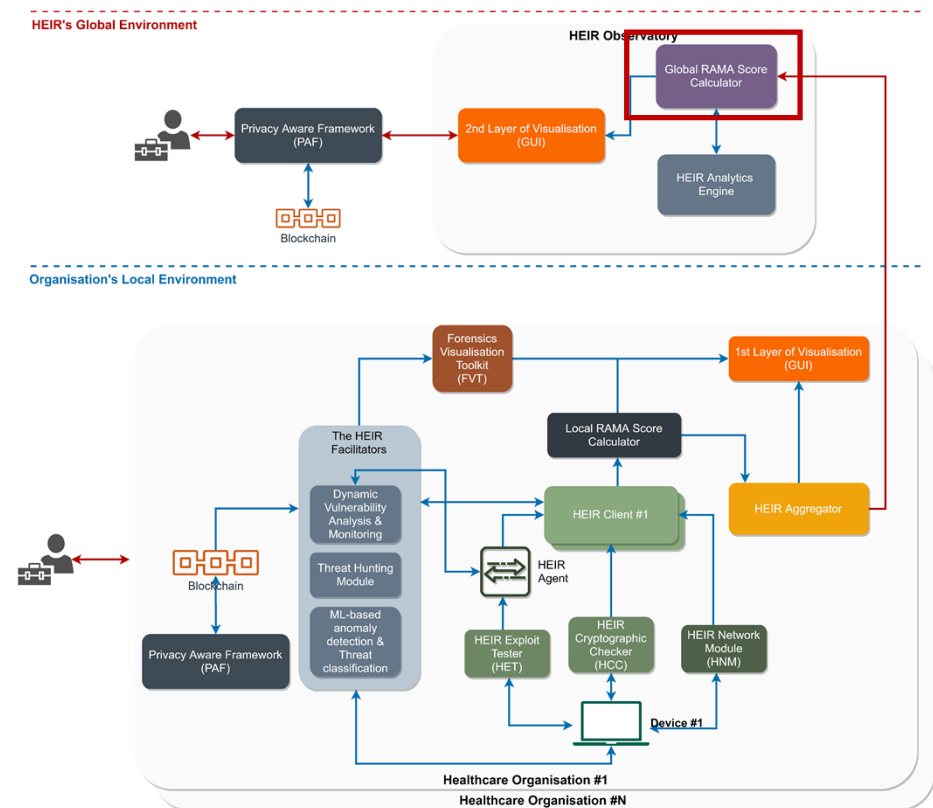 HEIR's Global Environment
HEIR Observatory
Global RAMA Score
Calculator
Privacy Aware Framework
(PAF)
2nd Layer of Visualisation
(GUI)
HEIR Analytics
Engine
Blockchain
Organisation's Local Environment
Forensics
Visualisation
Toolkit
(FVT)
1st Layer of Visualisation
(GUI)
The HEIR
Facilitators
Local RAMA Score
Calculator
Dynamic
Vulnerability
Analysis &
Monitoring
HEIR Client #1
HEIR Aggregator
Threat Hunting
Module
HEIR
Agent
Blockchain
ML-based
anomaly
detection &
Threat
classification
HEIR Exploit
Tester
(HET)
HEIR
Cryptographic
Checker
(HCC)
HEIR Network
Module
(HNM)
Privacy Aware Framework
(PAF)
Device #1
Healthcare Organisation #1
Healthcare Organisation #N